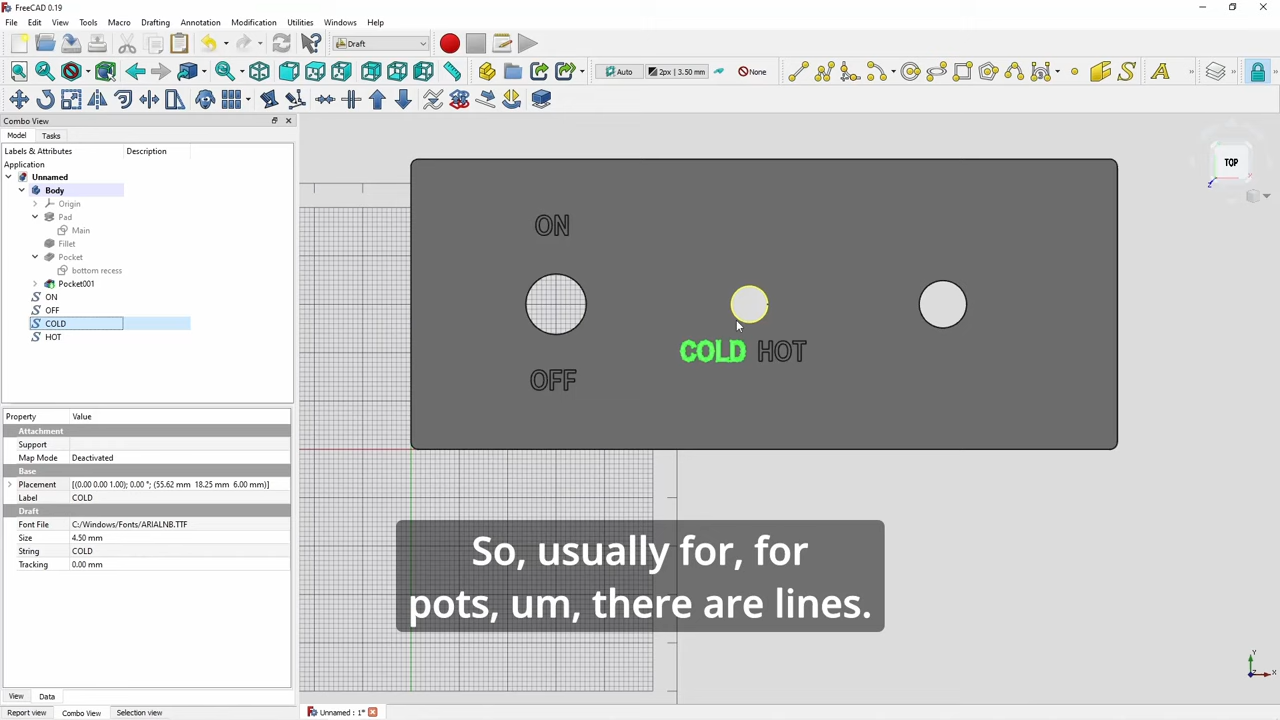 FreeCAD 0.19
File Edit View Tools Macro Drafting Annotation Modification Utilities Windows Help
Draft
Auto 2px | 3.50 mm None
Combo View
Model Tasks
Labels & Attributes Description
Application
Unnamed
Body
Origin
Pad
Main
Fillet
Pocket
bottom recess
Pocket001
ON
OFF
COLD
HOT
Property Value
Attachment
Support
Map Mode Deactivated
Base
Placement [(0.00 0.00 1.00); 0.00 °; (55.62 mm 18.25 mm 6.00 mm)]
Label COLD
Draft
Font File C:/Windows/Fonts/ARIALNB.TTF
Size 4.50 mm
String COLD
Tracking 0.00 mm
View Data
Report view Combo View Selection view
ON
COLD HOT
OFF
TOP
So, usually for, for
pots, um, there are lines.
Unnamed : 1*
Y
Z
X